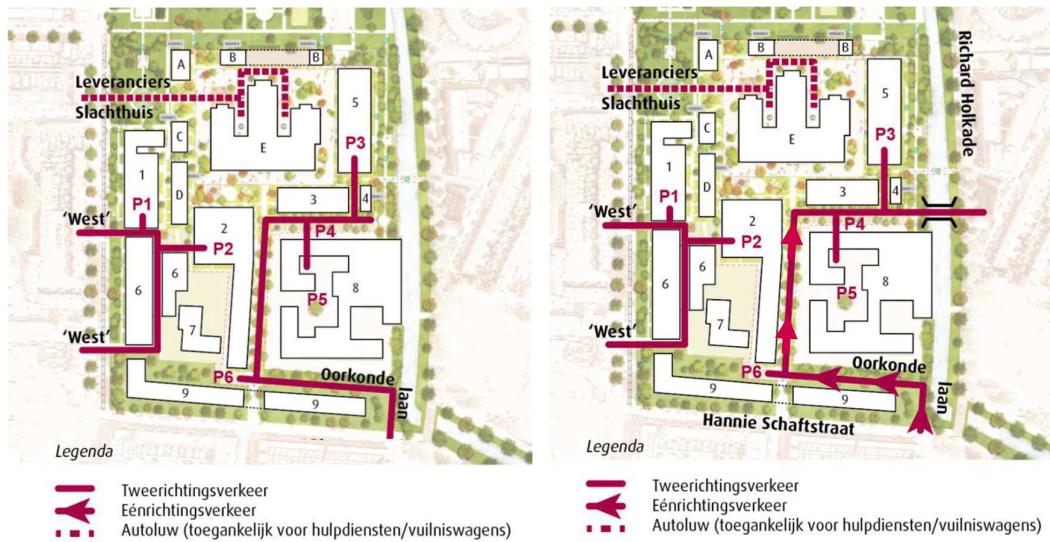 A
B
B
Leveranciers
Slachthuis
5
C
E
P3
1
D
P1
3
4
'West'
2
P4
P2
6
6
P5
8
7
'West'
P6
Oorkonde
laan
9
9
Legenda
Tweerichtingsverkeer
Eénrichtingsverkeer
Autoluw (toegankelijk voor hulpdiensten/vuilniswagens)
A
B
B
Richard Holkade
Leveranciers
Slachthuis
5
C
E
P3
1
D
P1
3
4
'West'
2
P4
P2
6
6
P5
8
7
'West'
P6
Oorkonde
laan
9
9
Hannie Schaftstraat
Legenda
Tweerichtingsverkeer
Eénrichtingsverkeer
Autoluw (toegankelijk voor hulpdiensten/vuilniswagens)